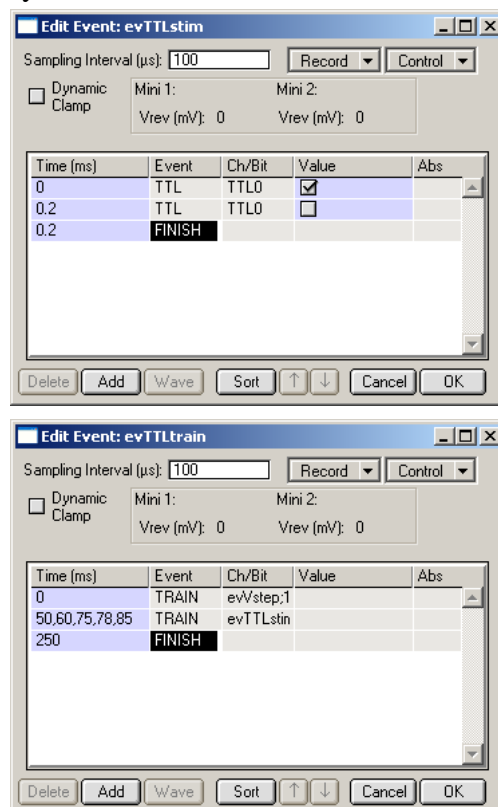 Edit Event: evTTLstim
Sampling Interval (µs): 100 Record Control
Dynamic Clamp Mini 1: Mini 2:
Vrev (mV): 0 Vrev (mV): 0
Time (ms) Event Ch/Bit Value Abs
0 TTL TTL0
0.2 TTL TTL0
0.2 FINISH
Delete Add Wave Sort ↑ ↓ Cancel OK
Edit Event: evTTLtrain
Sampling Interval (µs): 100 Record Control
Dynamic Clamp Mini 1: Mini 2:
Vrev (mV): 0 Vrev (mV): 0
Time (ms) Event Ch/Bit Value Abs
0 TRAIN evVstep;1
50,60,75,78,85 TRAIN evTTLstin
250 FINISH
Delete Add Wave Sort ↑ ↓ Cancel OK